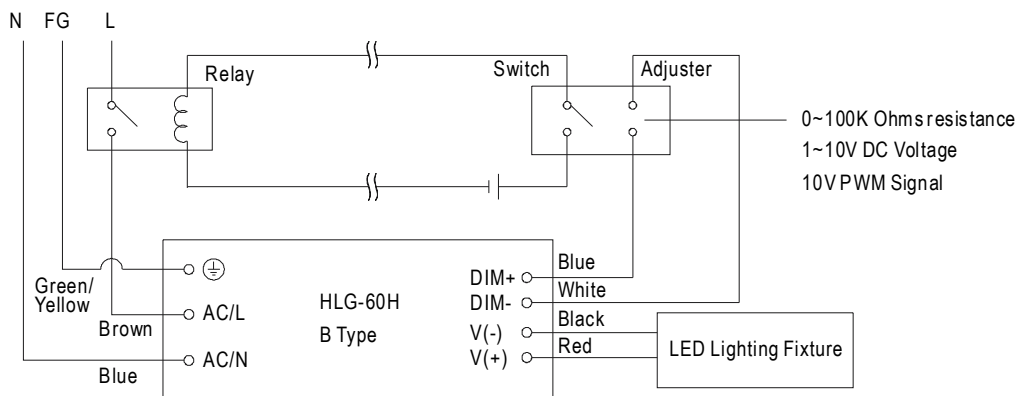 N FG L
Relay
Switch
Adjuster
0~100K Ohms resistance
1~10V DC Voltage
10V PWM Signal
Green/
Yellow
Brown
Blue
AC/L
AC/N
HLG-60H
B Type
DIM+
DIM-
V(-)
V(+)
Blue
White
Black
Red
LED Lighting Fixture